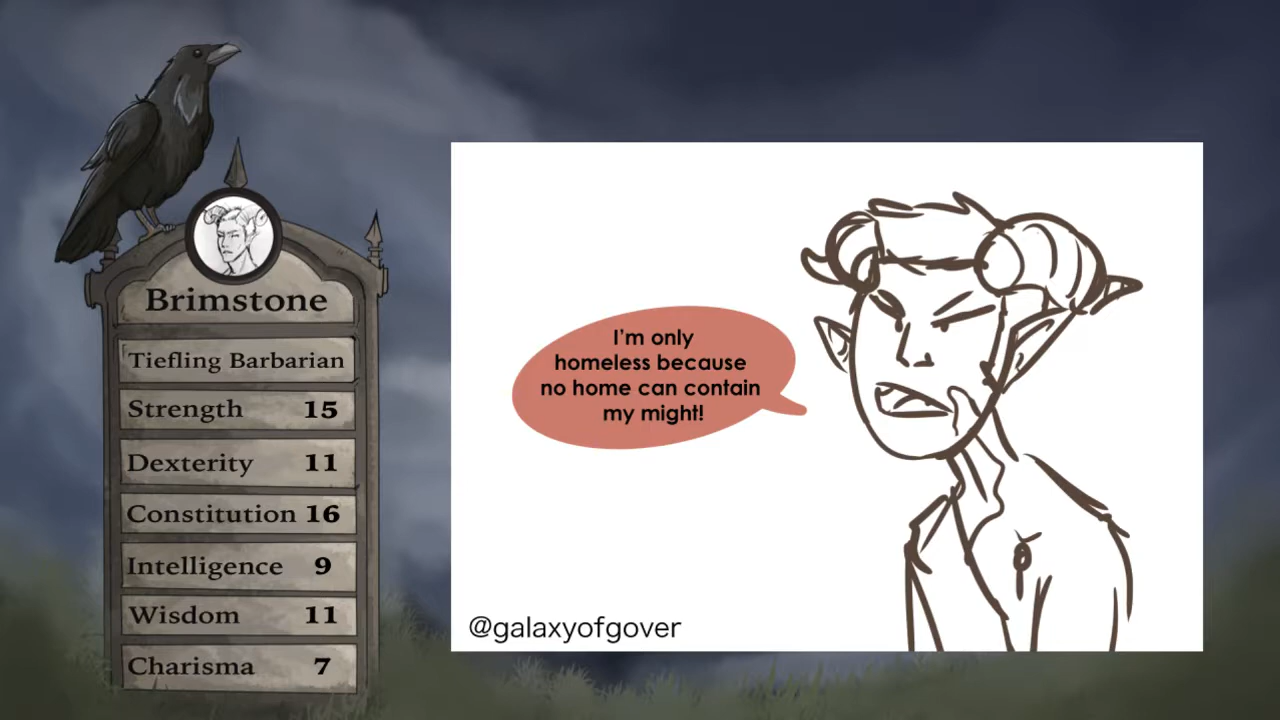 Brimstone
Tiefling Barbarian
Strength 15
Dexterity 11
Constitution 16
Intelligence 9
Wisdom 11
Charisma 7
I'm only
homeless because
no home can contain
my might!
@galaxyofgover